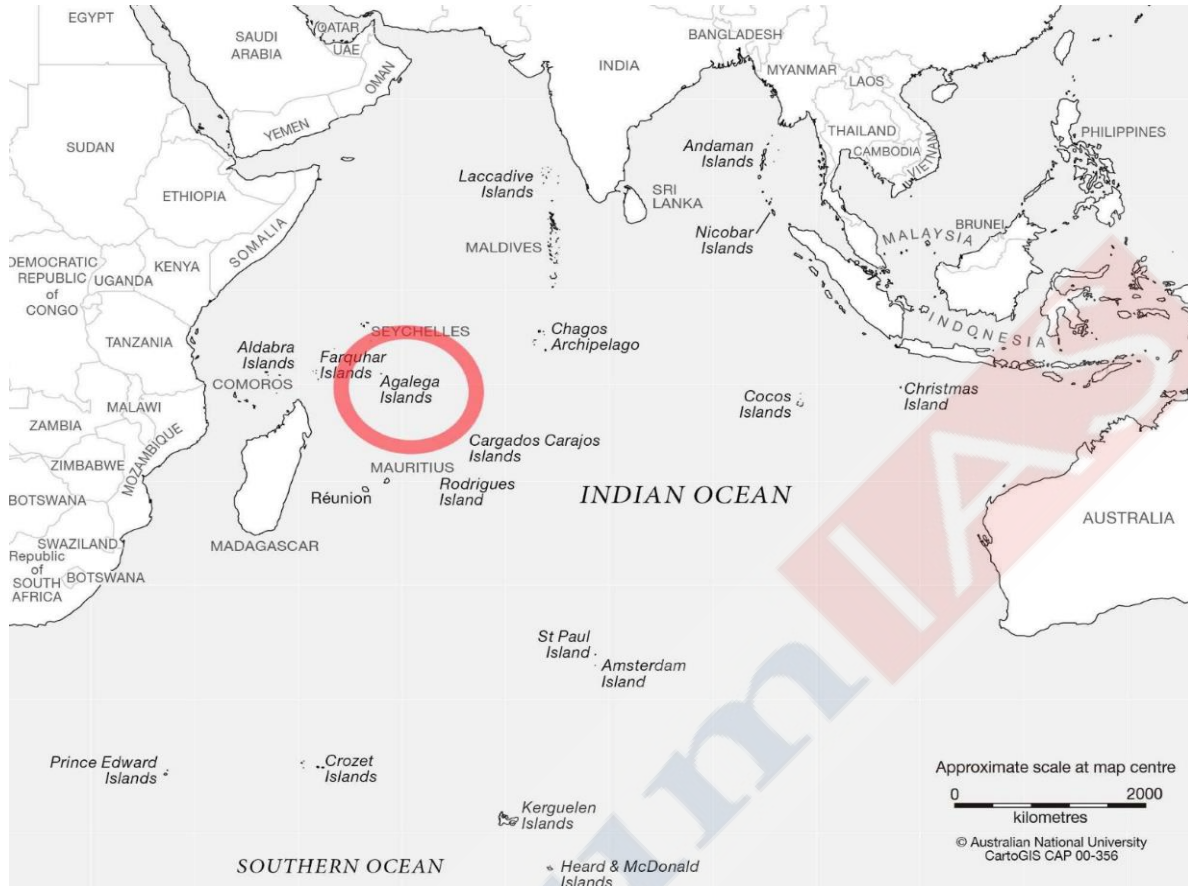 EGYPT
SAUDI
ARABIA
QATAR
UAE
OMAN
YEMEN
SUDAN
ETHIOPIA
SOMALIA
DEMOCRATIC
REPUBLIC
of
CONGO
UGANDA
KENYA
TANZANIA
MALAWI
ZAMBIA
MOZAMBIQUE
ZIMBABWE
BOTSWANA
SWAZILAND
Republic
of
SOUTH
AFRICA
BOTSWANA
INDIA
BANGLADESH
MYANMAR
LAOS
THAILAND
CAMBODIA
VIETNAM
PHILIPPINES
Andaman
Islands
Laccadive
Islands
SRI
LANKA
Nicobar
Islands
MALDIVES
MALAYSIA
BRUNEI
INDONESIA
SEYCHELLES
Chagos
Archipelago
Aldabra
Islands
Farquhar
Islands
COMOROS
Agalega
Islands
Cocos
Islands
Christmas
Island
Cargados Carajos
Islands
MAURITIUS
Réunion
Rodrigues
Island
MADAGASCAR
INDIAN OCEAN
AUSTRALIA
St Paul
Island
Amsterdam
Island
Prince Edward
Islands
Crozet
Islands
Kerguelen
Islands
SOUTHERN OCEAN
Heard & McDonald
Islands
Approximate scale at map centre
0 2000
kilometres
© Australian National University
CartoGIS CAP 00-356
IAS